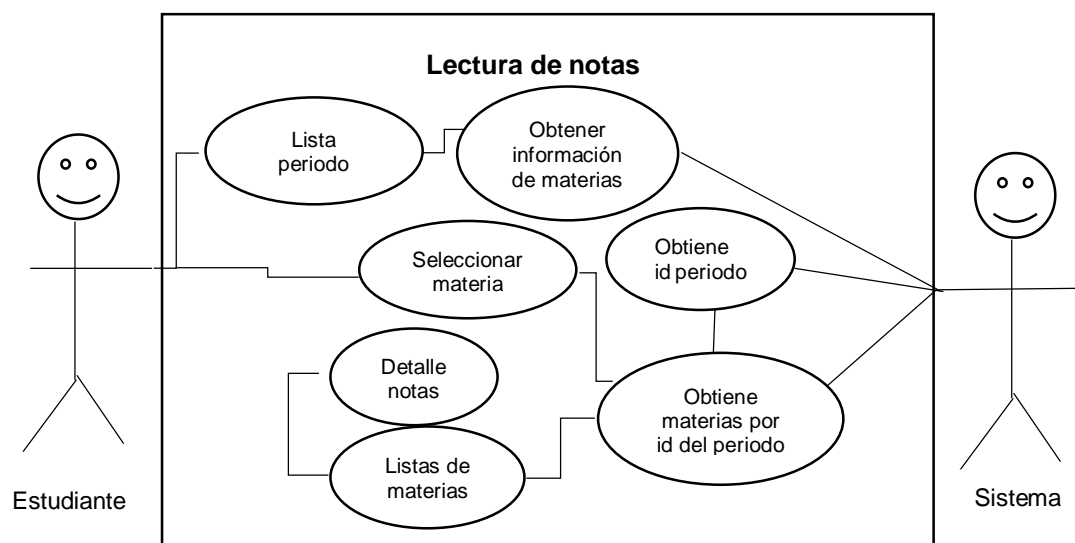 Lectura de notas
Lista
periodo
Obtener
información
de materias
Seleccionar
materia
Obtiene
id periodo
Detalle
notas
Obtiene
materias por
id del periodo
Listas de
materias
Estudiante
Sistema